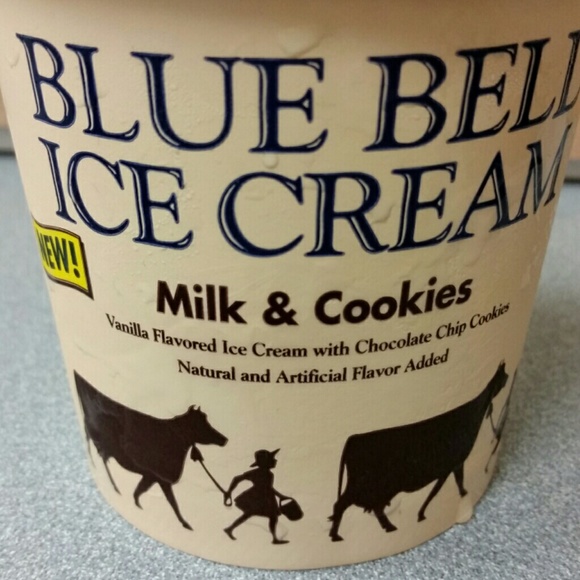 BLUE BELL
ICE CREAM
NEW!
Milk & Cookies
Vanilla Flavored Ice Cream with Chocolate Chip Cookies
Natural and Artificial Flavor Added